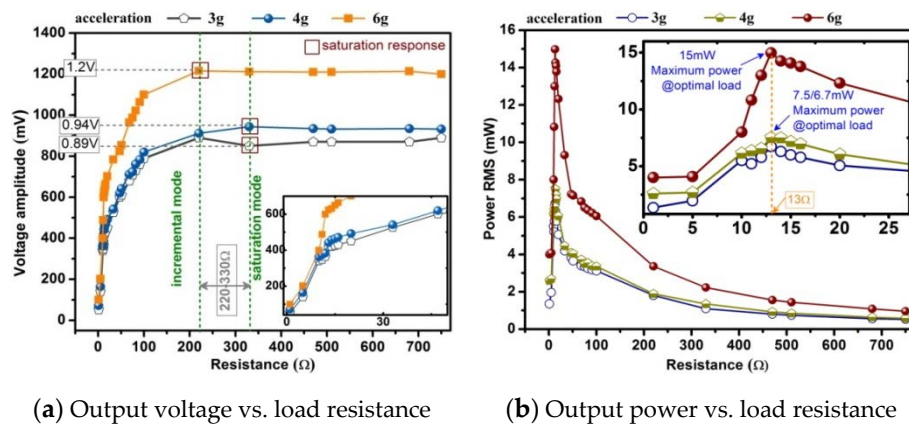 acceleration 3g 4g 6g
1400
1200
1000
800
600
400
200
0
Voltage amplitude (mV)
1.2V
0.94V
0.89V
saturation response
incremental mode
saturation mode
220-330Ω
600
400
200
0
10
30
0 100 200 300 400 500 600 700
Resistance (Ω)
(a) Output voltage vs. load resistance
acceleration 3g 4g 6g
16
14
12
10
8
6
4
2
0
Power RMS (mW)
15
10
5
15mW
Maximum power
@optimal load
7.5/6.7mW
Maximum power
@optimal load
13Ω
0 5 10 15 20 25
0 100 200 300 400 500 600 700
Resistance (Ω)
(b) Output power vs. load resistance